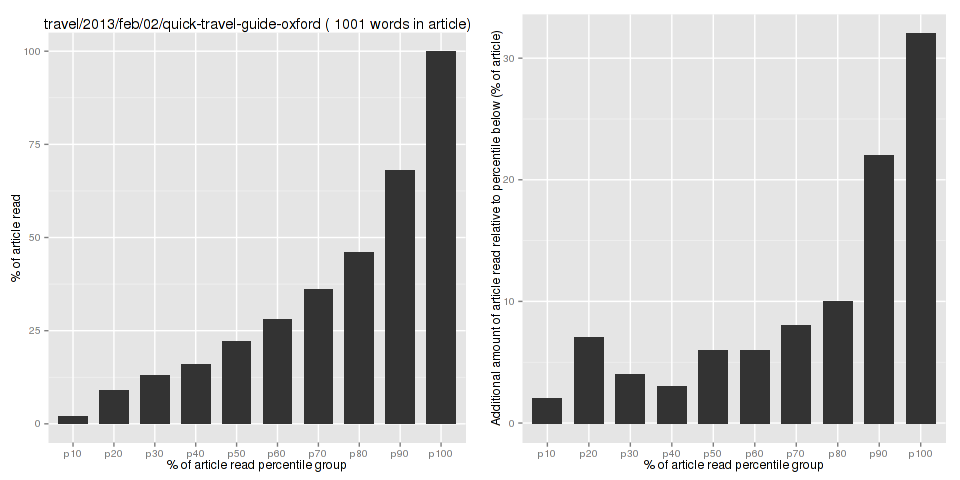 travel/2013/feb/02/quick-travel-guide-oxford ( 1001 words in article)
% of article read
100
75
50
25
0
p10 p20 p30 p40 p50 p60 p70 p80 p90 p100
% of article read percentile group
Additional amount of article read relative to percentile below (% of article)
30
20
10
0
p10 p20 p30 p40 p50 p60 p70 p80 p90 p100
% of article read percentile group